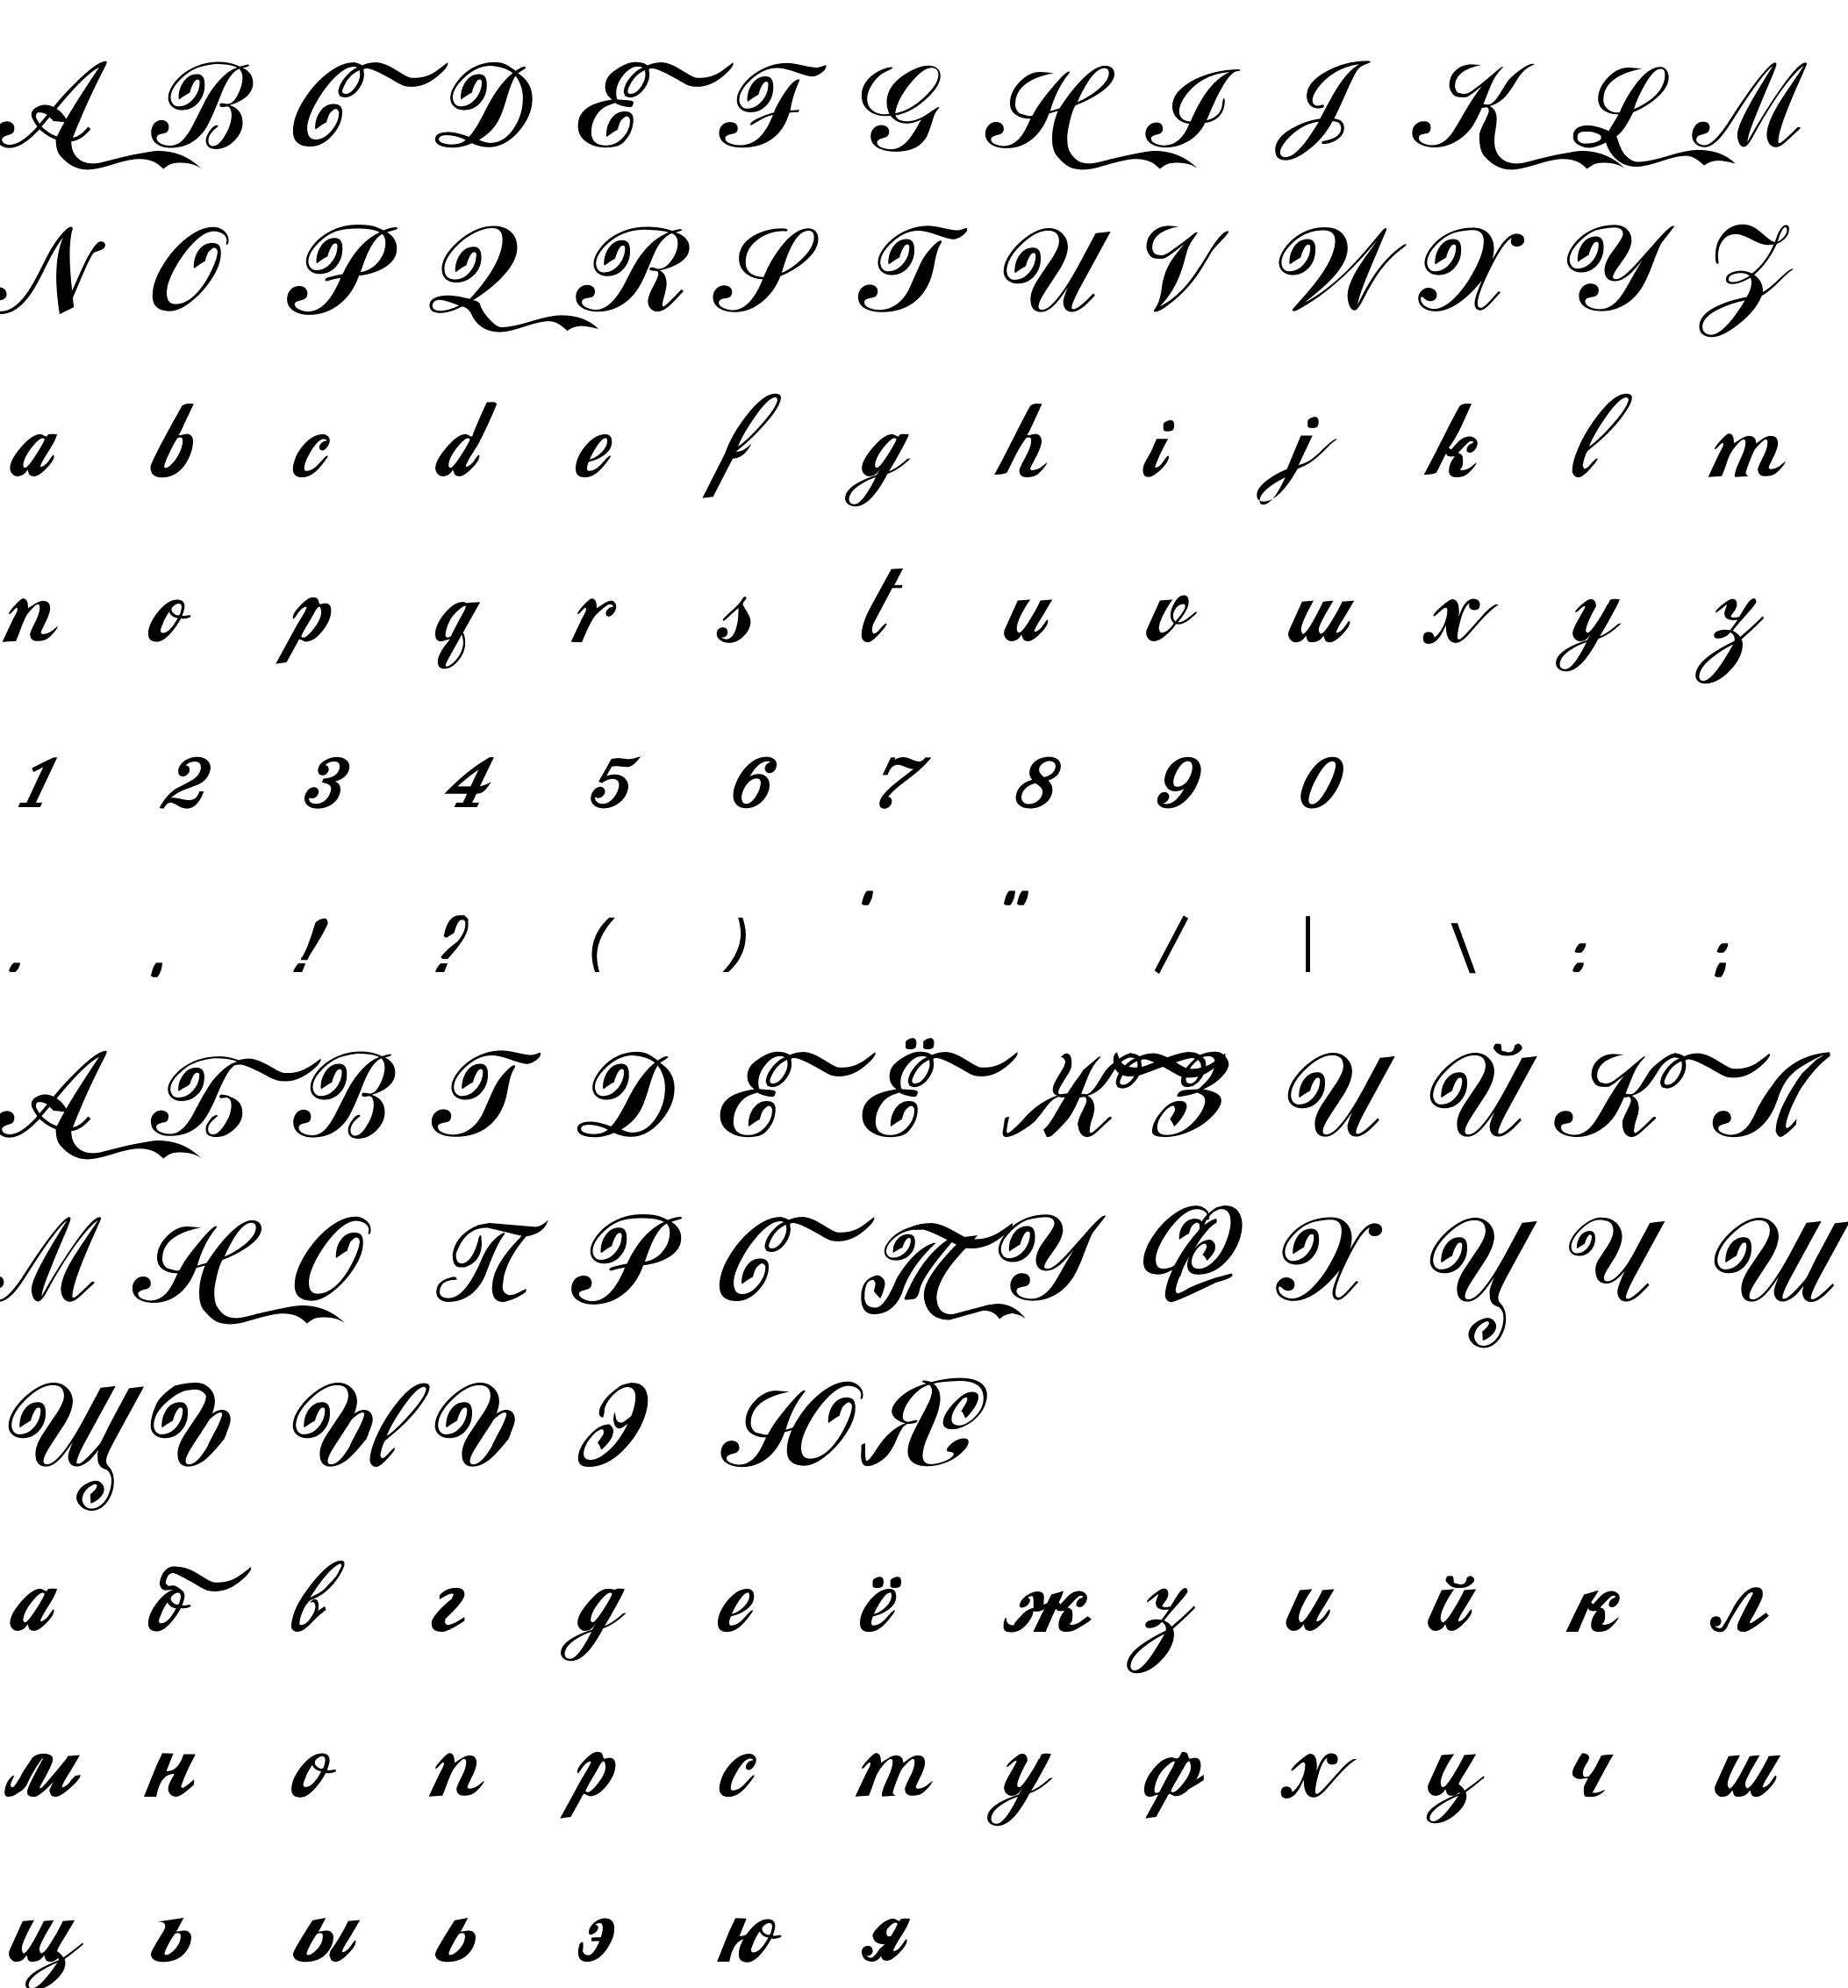 A B C D E F G H I J K L M
N O P Q R S T U V W X Y Z
a b c d e f g h i j k l m
n o p q r s t u v w x y z
1 2 3 4 5 6 7 8 9 0
. , ! ? ( ) ' " / | \ : ;
А Б В Г Д Е Ё Ж З И Й К Л
М Н О П Р С Т У Ф Х Ц Ч Ш
Щ Ъ Ы Ь Э Ю Я
а б в г д е ё ж з и й к л
м н о п р с т у ф х ц ч ш
щ ъ ы ь э ю я